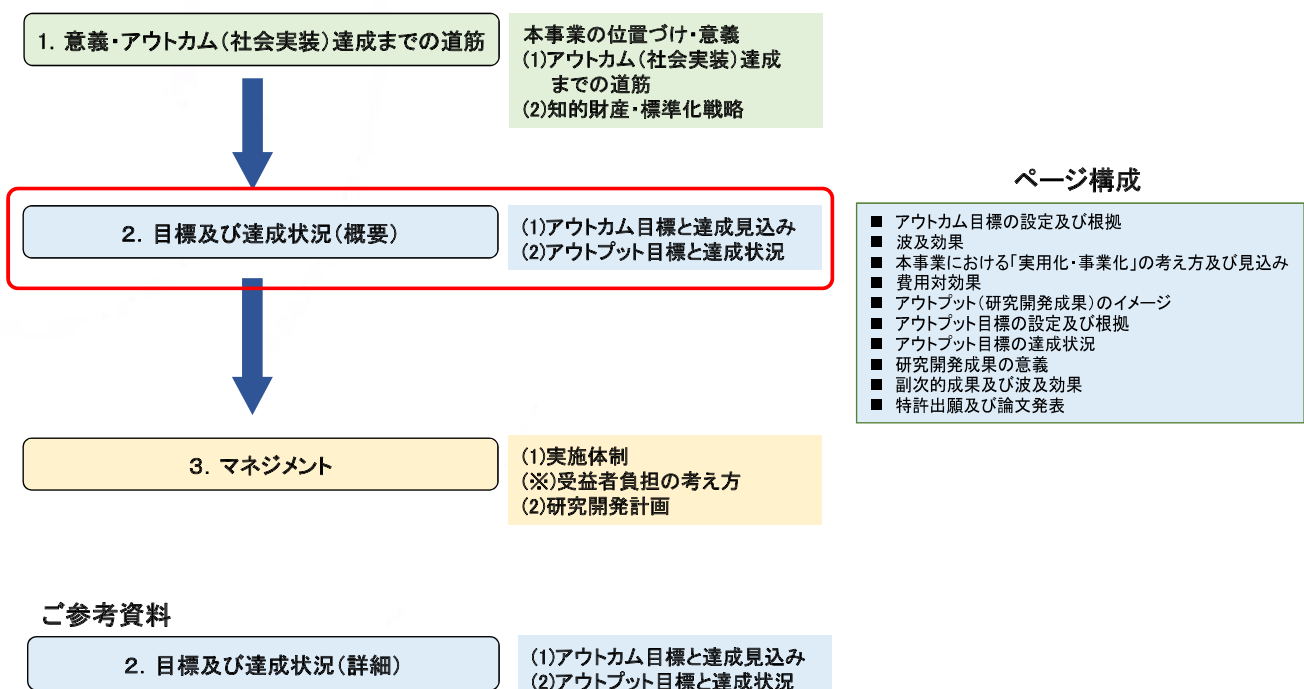 1. 意義・アウトカム(社会実装)達成までの道筋
本事業の位置づけ・意義
(1)アウトカム(社会実装)達成
までの道筋
(2)知的財産・標準化戦略
2. 目標及び達成状況(概要)
(1)アウトカム目標と達成見込み
(2)アウトプット目標と達成状況
ページ構成
■ アウトカム目標の設定及び根拠
■ 波及効果
■ 本事業における「実用化・事業化」の考え方及び見込み
■ 費用対効果
■ アウトプット(研究開発成果)のイメージ
■ アウトプット目標の設定及び根拠
■ アウトプット目標の達成状況
■ 研究開発成果の意義
■ 副次的成果及び波及効果
■ 特許出願及び論文発表
3. マネジメント
(1)実施体制
(※)受益者負担の考え方
(2)研究開発計画
ご参考資料
2. 目標及び達成状況(詳細)
(1)アウトカム目標と達成見込み
(2)アウトプット目標と達成状況